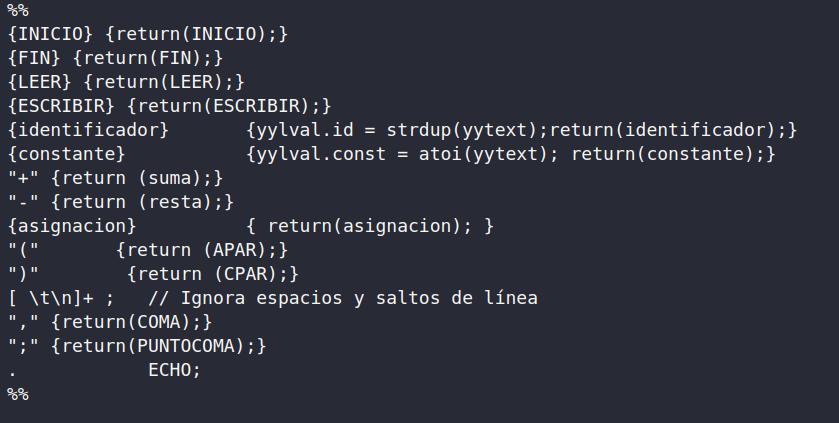 %%
{INICIO} {return(INICIO);}
{FIN} {return(FIN);}
{LEER} {return(LEER);}
{ESCRIBIR} {return(ESCRIBIR);}
{identificador}       {yylval.id = strdup(yytext);return(identificador);}
{constante}           {yylval.const = atoi(yytext); return(constante);}
"+" {return (suma);}
"-" {return (resta);}
{asignacion}          { return(asignacion); }
"("       {return (APAR);}
")"        {return (CPAR);}
[ \t\n]+ ;   // Ignora espacios y saltos de línea
"," {return(COMA);}
";" {return(PUNTOCOMA);}
.            ECHO;
%%